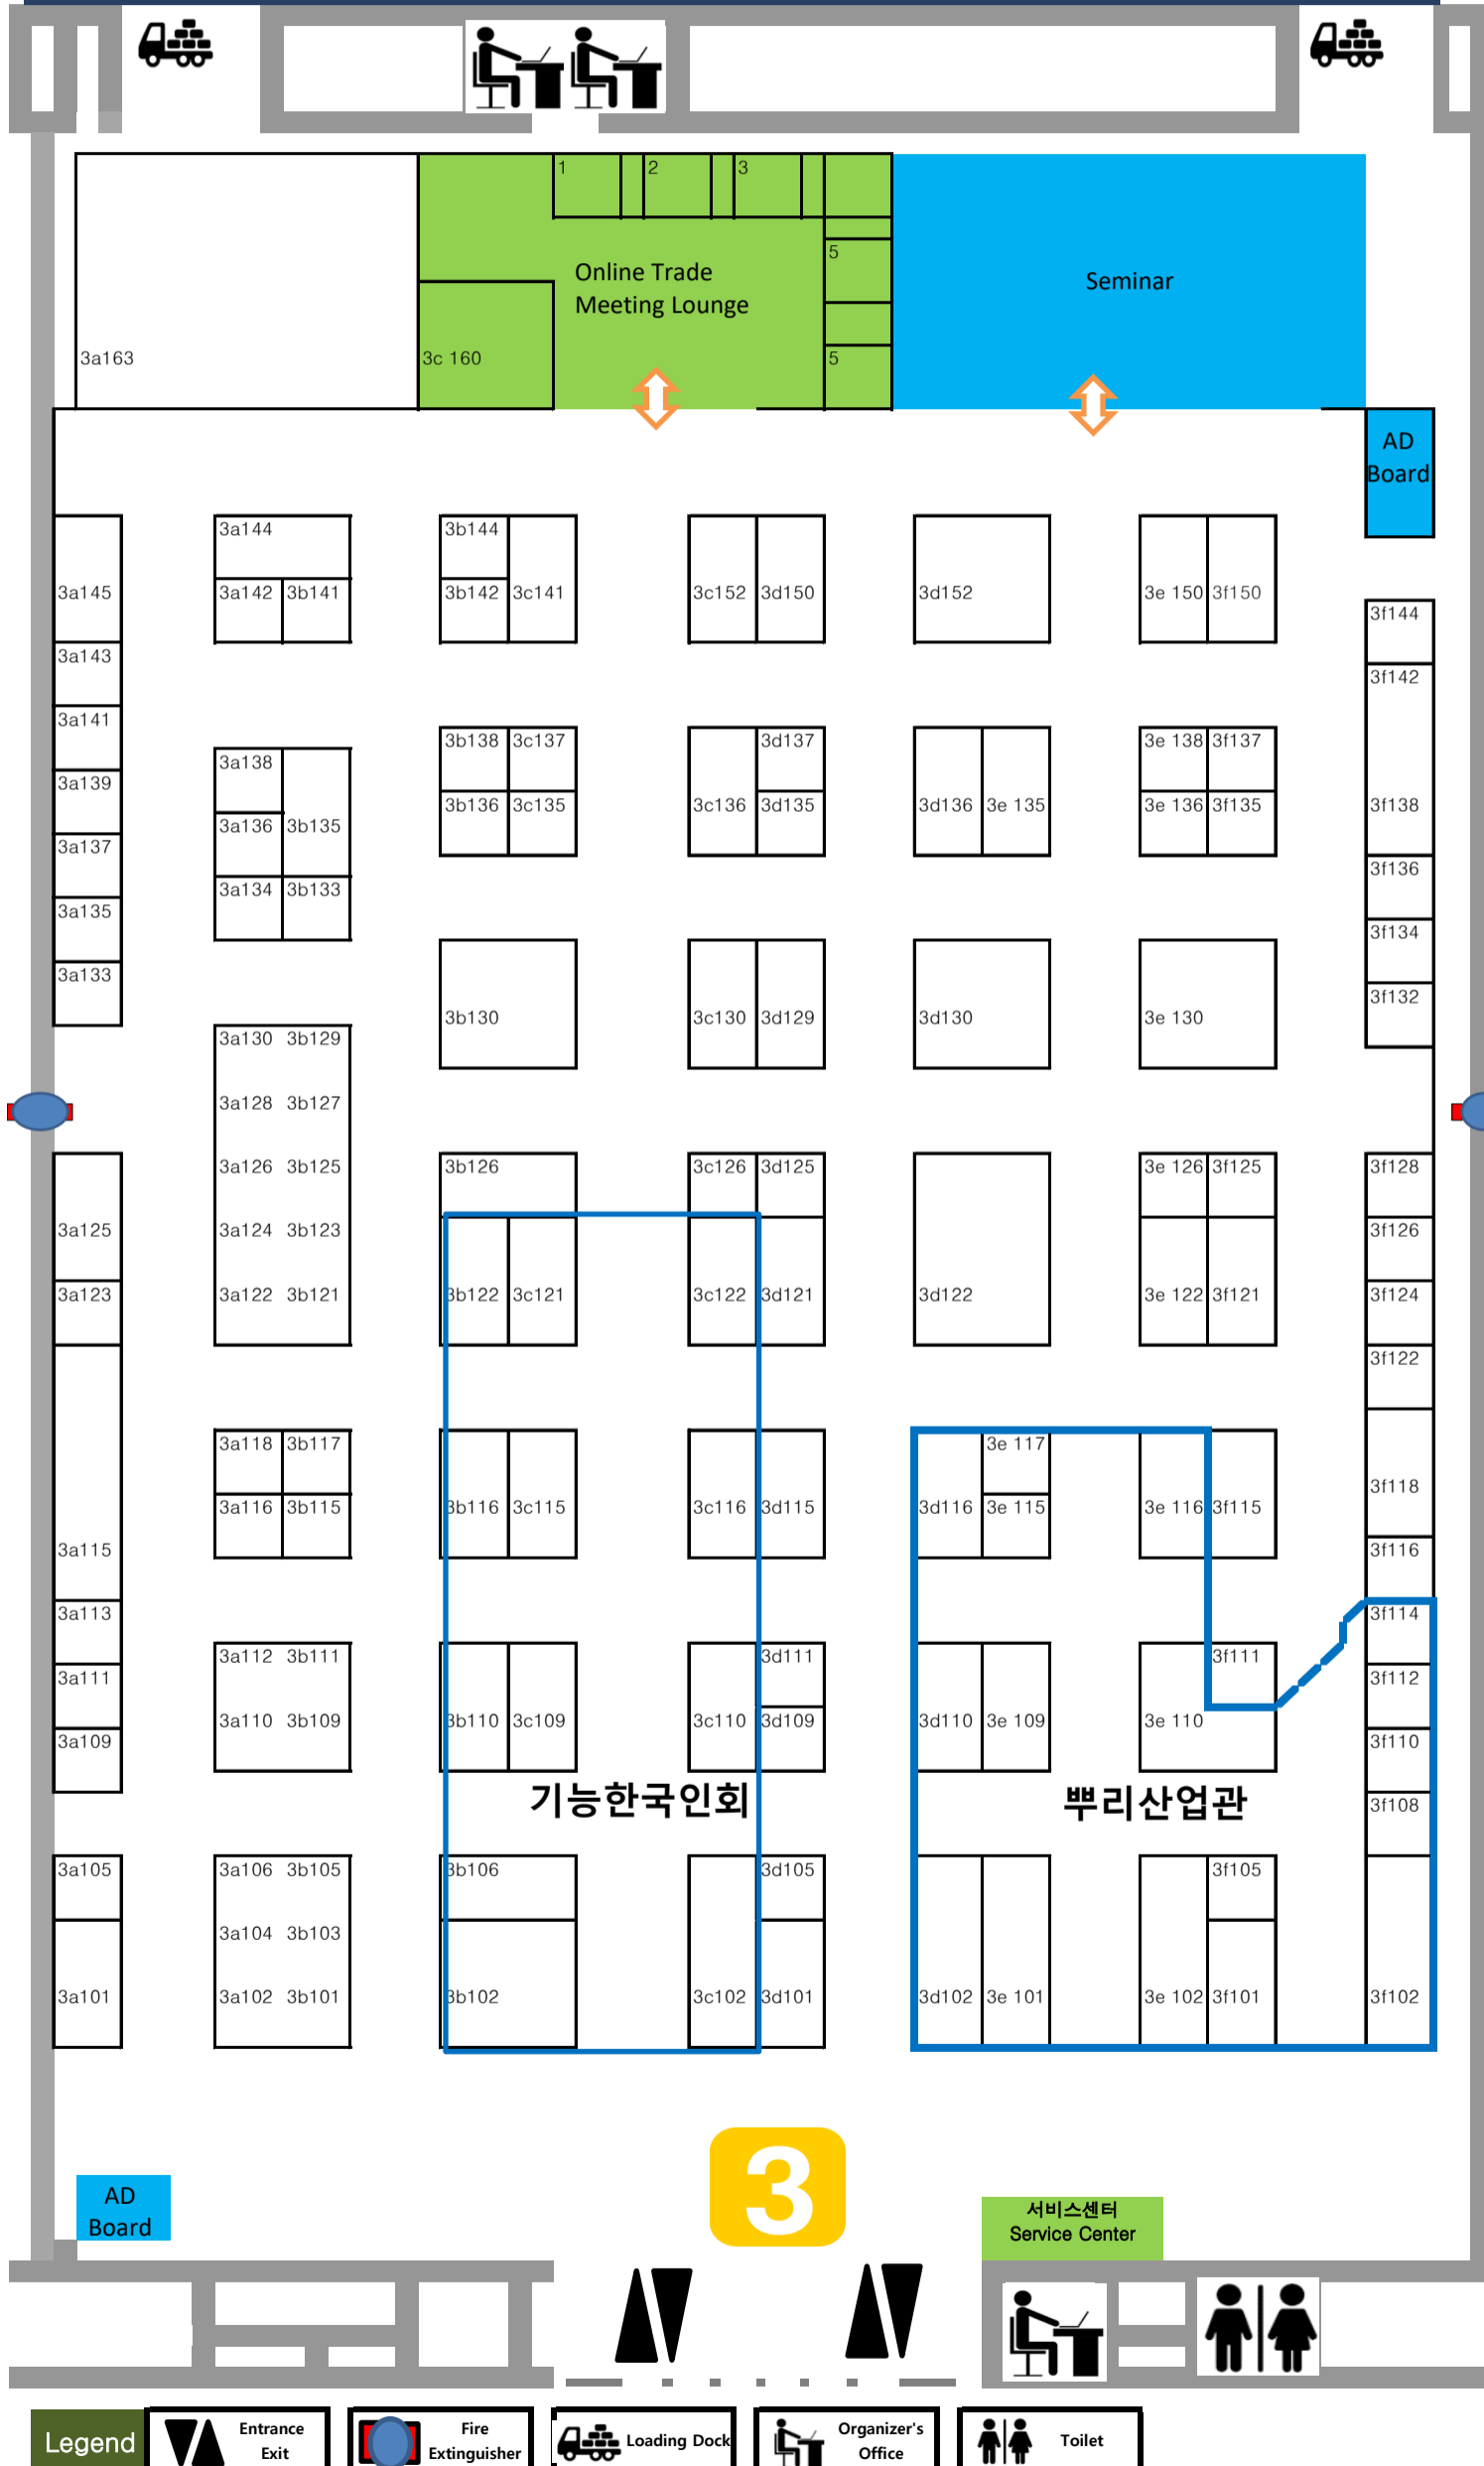 1 2 3
5
Online Trade
Meeting Lounge
Seminar
3a163 3c 160 5
AD
Board
3a144 3b144
3a145 3a142 3b141 3b142 3c141 3c152 3d150 3d152 3e 150 3f150
3f144
3a143
3f142
3a141
3b138 3c137 3d137 3e 138 3f137
3a138
3a139
3b136 3c135 3c136 3d135 3d136 3e 135 3e 136 3f135 3f138
3a136 3b135
3a137
3f136
3a134 3b133
3a135
3f134
3a133
3f132
3b130 3c130 3d129 3d130 3e 130
3a130 3b129
3a128 3b127
3a126 3b125 3b126 3c126 3d125 3e 126 3f125 3f128
3a125 3a124 3b123 3f126
3a123 3a122 3b121 3b122 3c121 3c122 3d121 3d122 3e 122 3f121 3f124
3f122
3a118 3b117 3e 117
3f118
3a116 3b115 3b116 3c115 3c116 3d115 3d116 3e 115 3e 116 3f115
3a115 3f116
3a113 3f114
3a112 3b111 3d111 3f111
3a111 3f112
3a110 3b109 3b110 3c109 3c110 3d109 3d110 3e 109 3e 110
3a109 3f110
기능한국인회 뿌리산업관
3f108
3a105 3a106 3b105 3b106 3d105 3f105
3a104 3b103
3a101 3a102 3b101 3b102 3c102 3d101 3d102 3e 101 3e 102 3f101 3f102
3
AD
Board
서비스센터
Service Center
Legend
Entrance
Exit
Fire
Extinguisher
Loading Dock
Organizer's
Office
Toilet